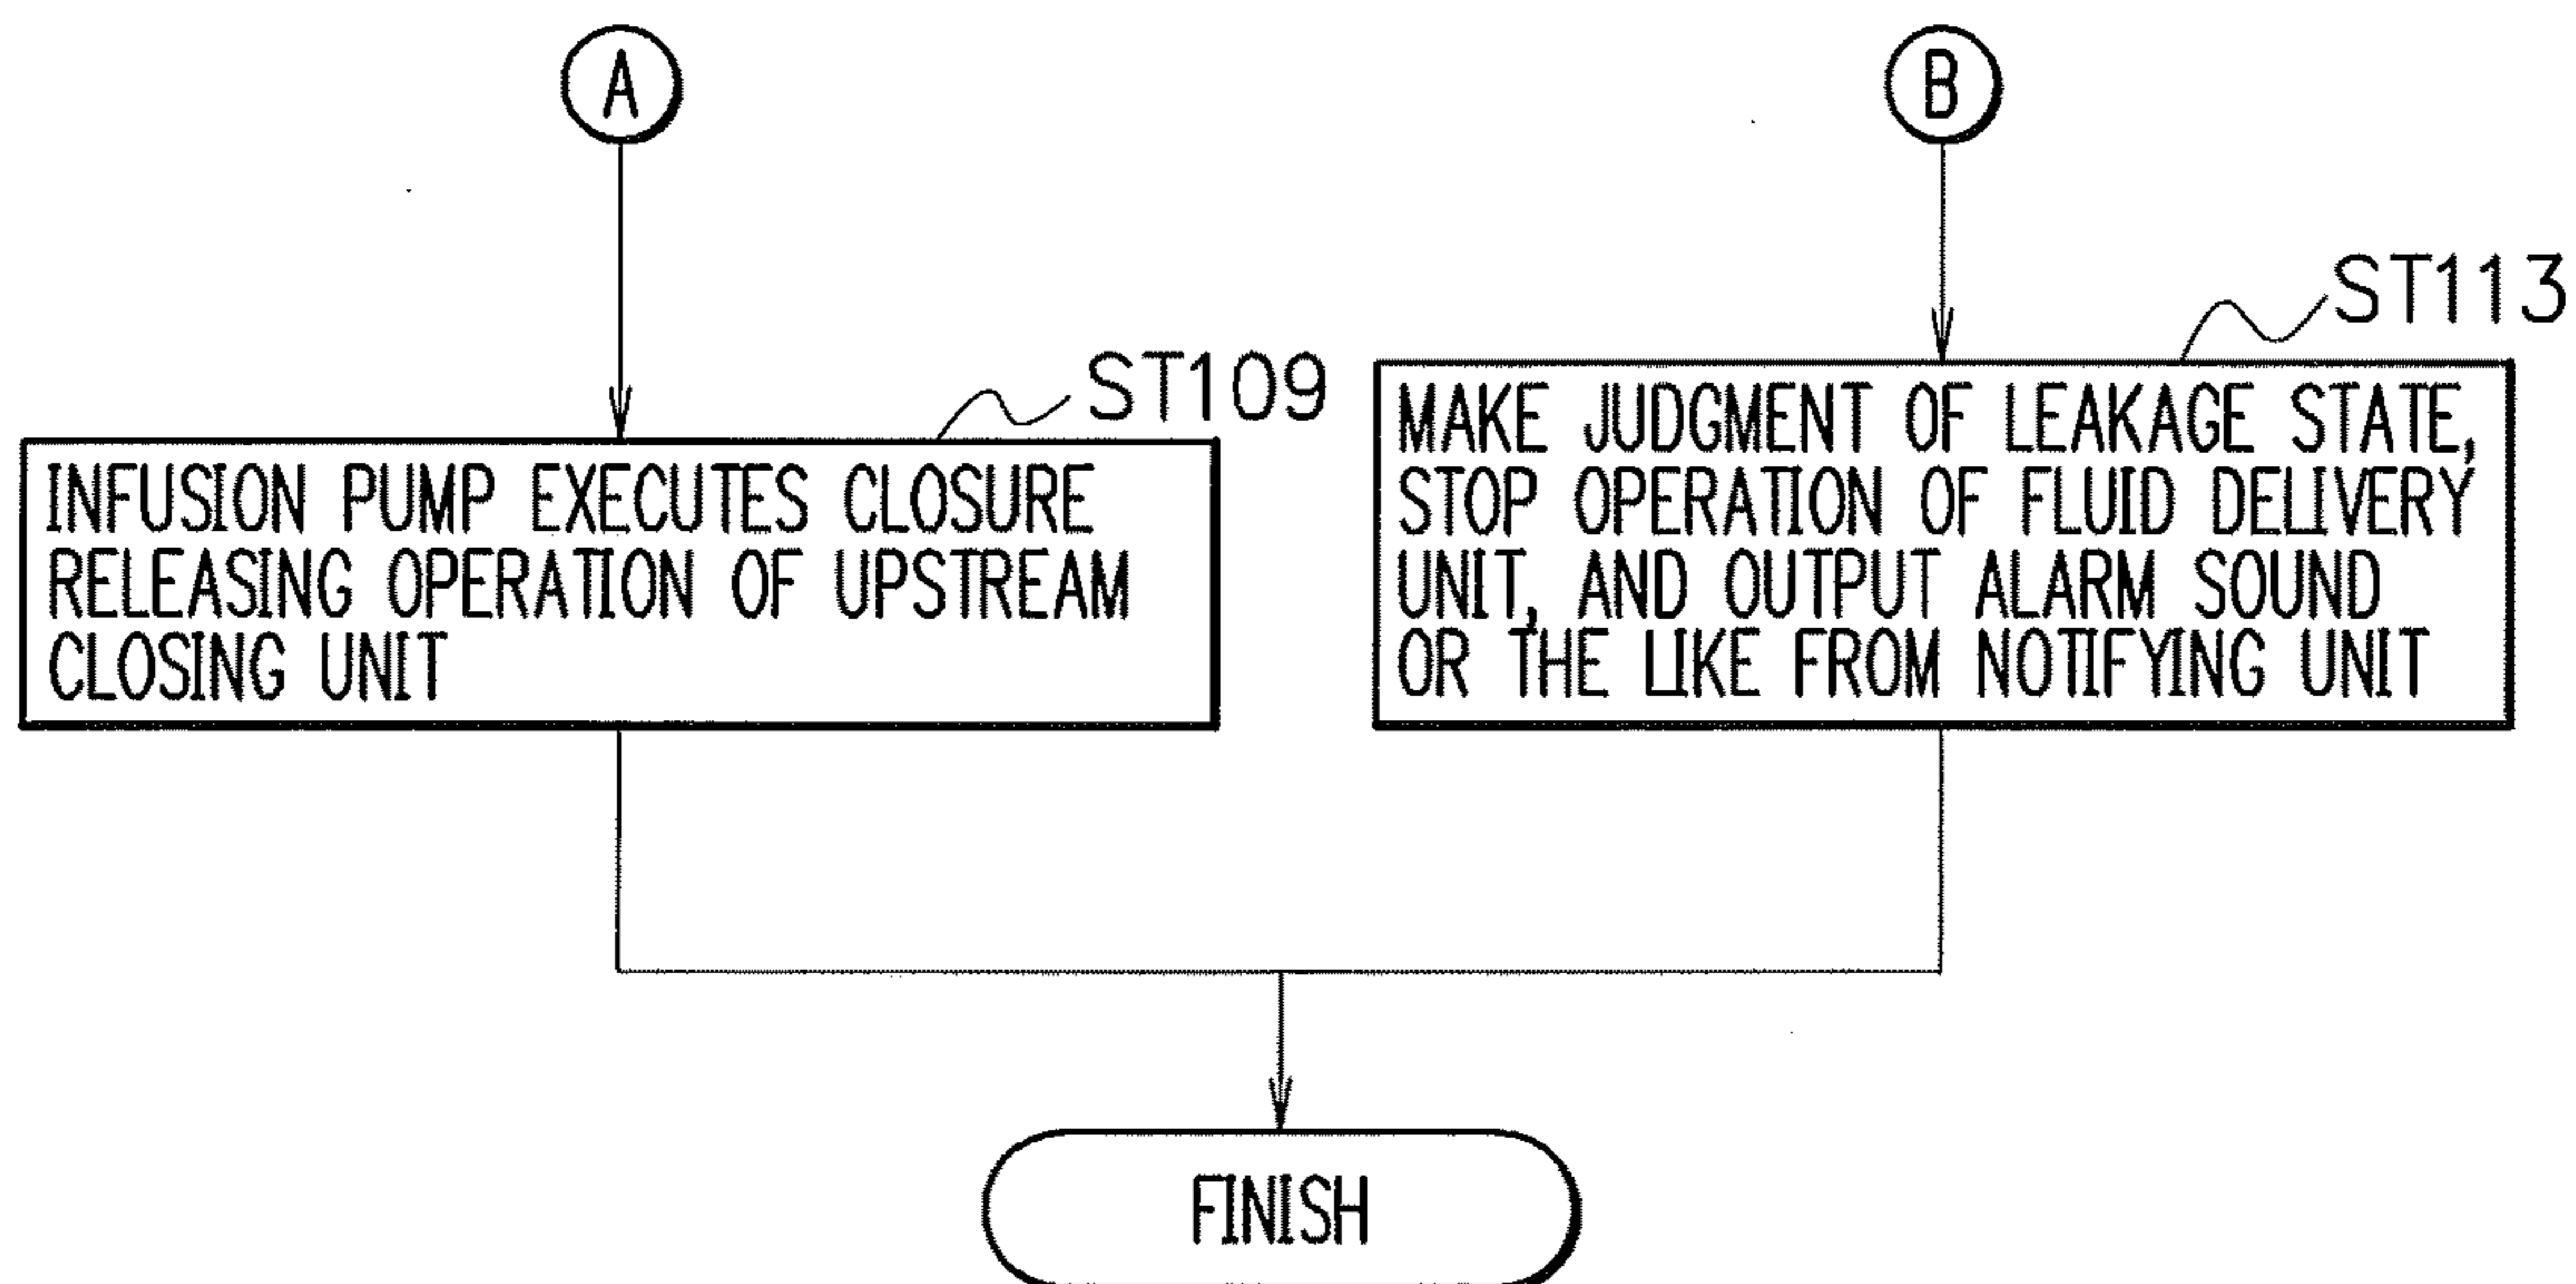 A
B
ST109
ST113
INFUSION PUMP EXECUTES CLOSURE
RELEASING OPERATION OF UPSTREAM
CLOSING UNIT
MAKE JUDGMENT OF LEAKAGE STATE,
STOP OPERATION OF FLUID DELIVERY
UNIT, AND OUTPUT ALARM SOUND
OR THE LIKE FROM NOTIFYING UNIT
FINISH